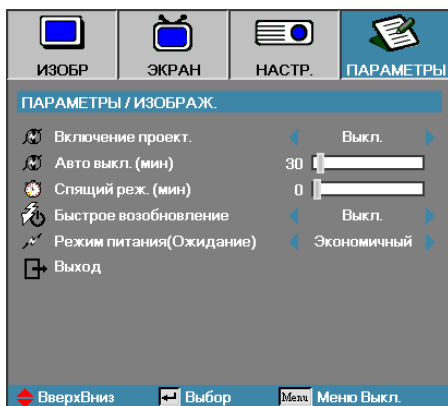 ИЗОБР ЭКРАН НАСТР. ПАРАМЕТРЫ
ПАРАМЕТРЫ / ИЗОБРАЖ.
Включение проект. Выкл.
Авто выкл. (мин) 30
Спящий реж. (мин) 0
Быстрое возобновление Выкл.
Режим питания(Ожидание) Экономичный
Выход
ВверхВниз Выбор Menu Меню Выкл.